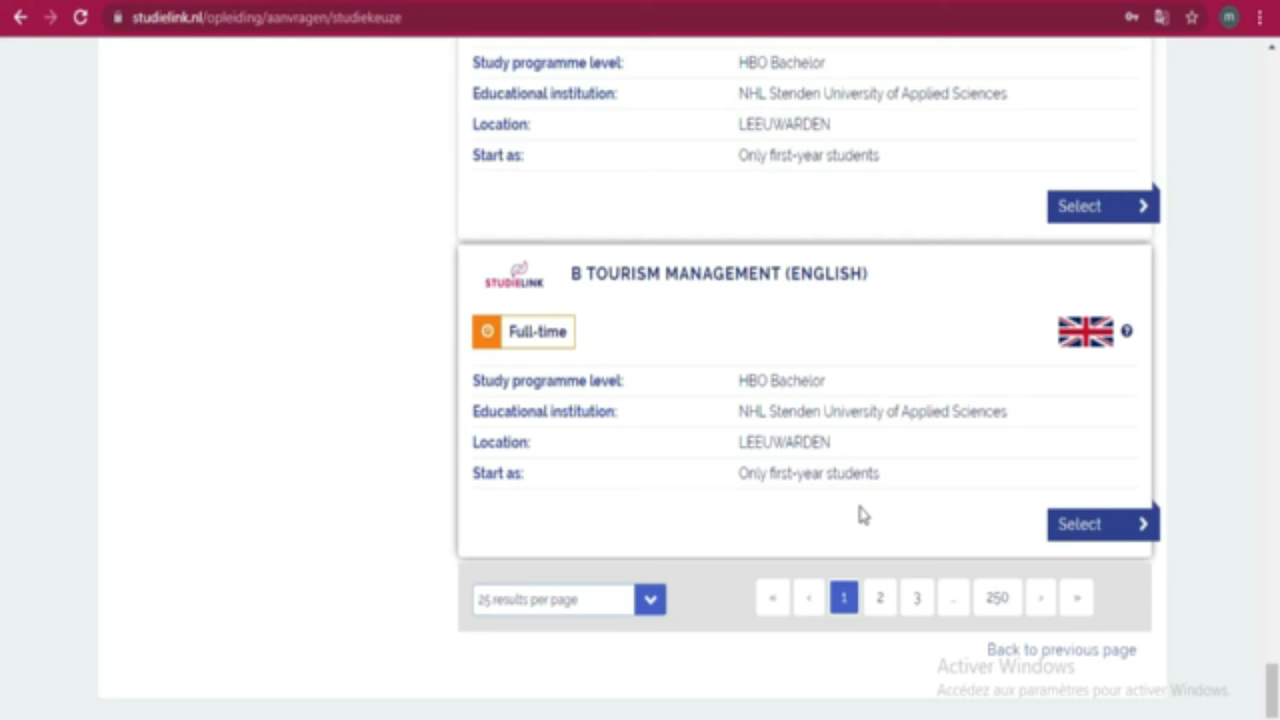 studielink.nl/opleiding/aanvragen/studiekeuze
m
Study programme level: HBO Bachelor
Educational institution: NHL Stenden University of Applied Sciences
Location: LEEUWARDEN
Start as: Only first-year students
Select
STUDIELINK
B TOURISM MANAGEMENT (ENGLISH)
Full-time
Study programme level: HBO Bachelor
Educational institution: NHL Stenden University of Applied Sciences
Location: LEEUWARDEN
Start as: Only first-year students
Select
25 results per page
« ‹ 1 2 3 .. 250 › »
Back to previous page
Activer Windows
Accédez aux paramètres pour activer Windows.